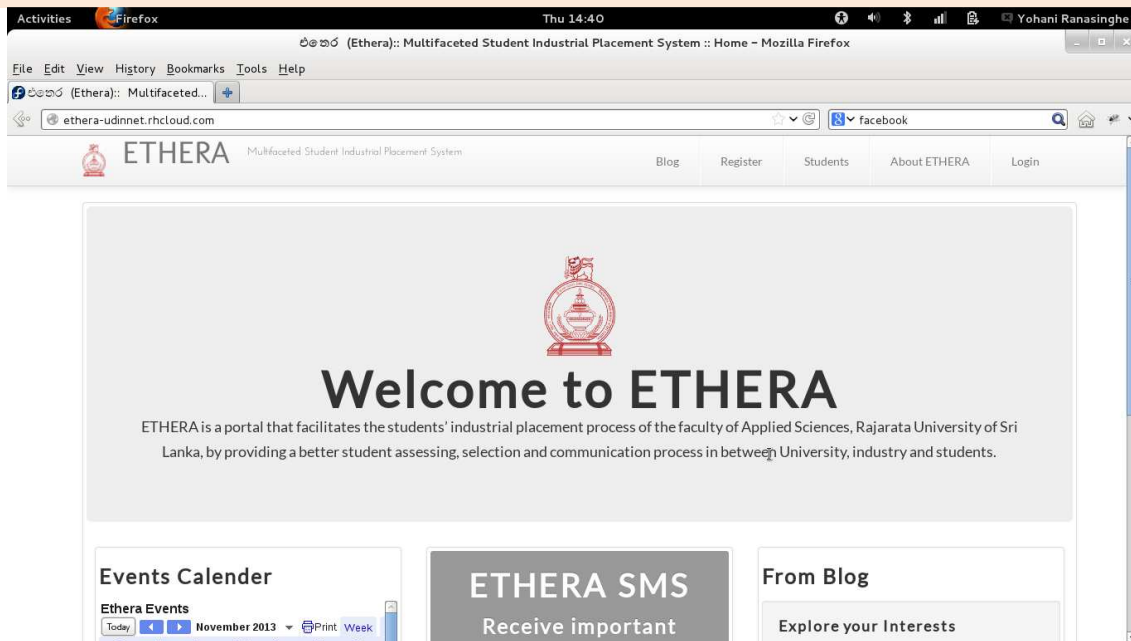 Activities Firefox Thu 14:40 Yohani Ranasinghe
එතෙර (Ethera):: Multifaceted Student Industrial Placement System :: Home - Mozilla Firefox
File Edit View History Bookmarks Tools Help
එතෙර (Ethera):: Multifaceted...
ethera-udinnet.rhcloud.com facebook
ETHERA Multifaceted Student Industrial Placement System Blog Register Students About ETHERA Login
Welcome to ETHERA
ETHERA is a portal that facilitates the students' industrial placement process of the faculty of Applied Sciences, Rajarata University of Sri
Lanka, by providing a better student assessing, selection and communication process in between University, industry and students.
Events Calender
Ethera Events
Today November 2013 Print Week
ETHERA SMS
Receive important
From Blog
Explore your Interests